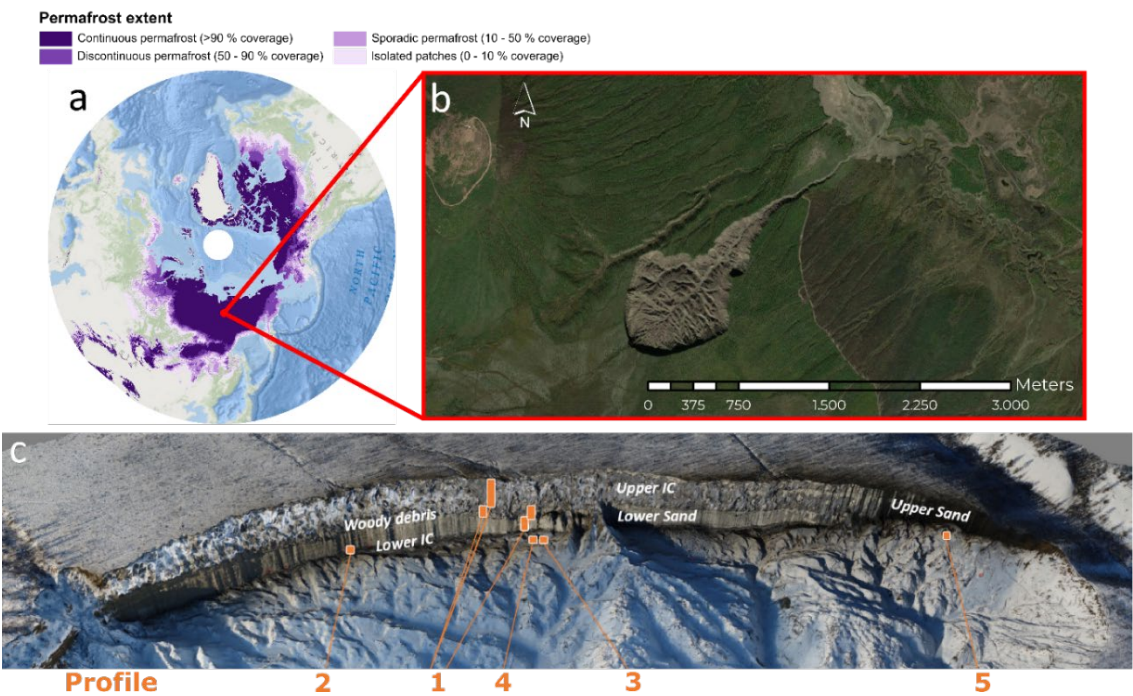 Permafrost extent
Continuous permafrost (>90 % coverage)
Sporadic permafrost (10 - 50 % coverage)
Discontinuous permafrost (50 - 90 % coverage)
Isolated patches (0 - 10 % coverage)
a
NORTH
PACIFIC
b
N
Meters
0 375 750 1.500 2.250 3.000
c
Upper IC
Woody debris
Lower Sand
Upper Sand
Lower IC
Profile 2 1 4 3 5